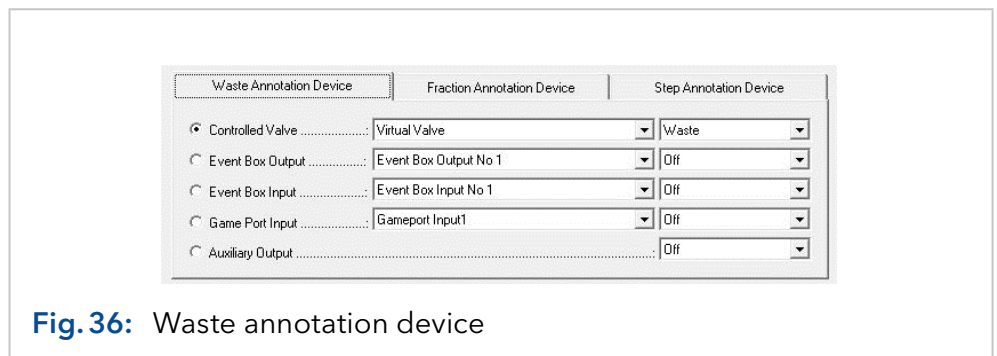 Waste Annotation Device Fraction Annotation Device Step Annotation Device
Controlled Valve ..................: Virtual Valve Waste
Event Box Output ...............: Event Box Output No 1 Off
Event Box Input ..................: Event Box Input No 1 Off
Game Port Input ..................: Gameport Input1 Off
Auxiliary Output ................................................................................................: Off
Fig. 36: Waste annotation device